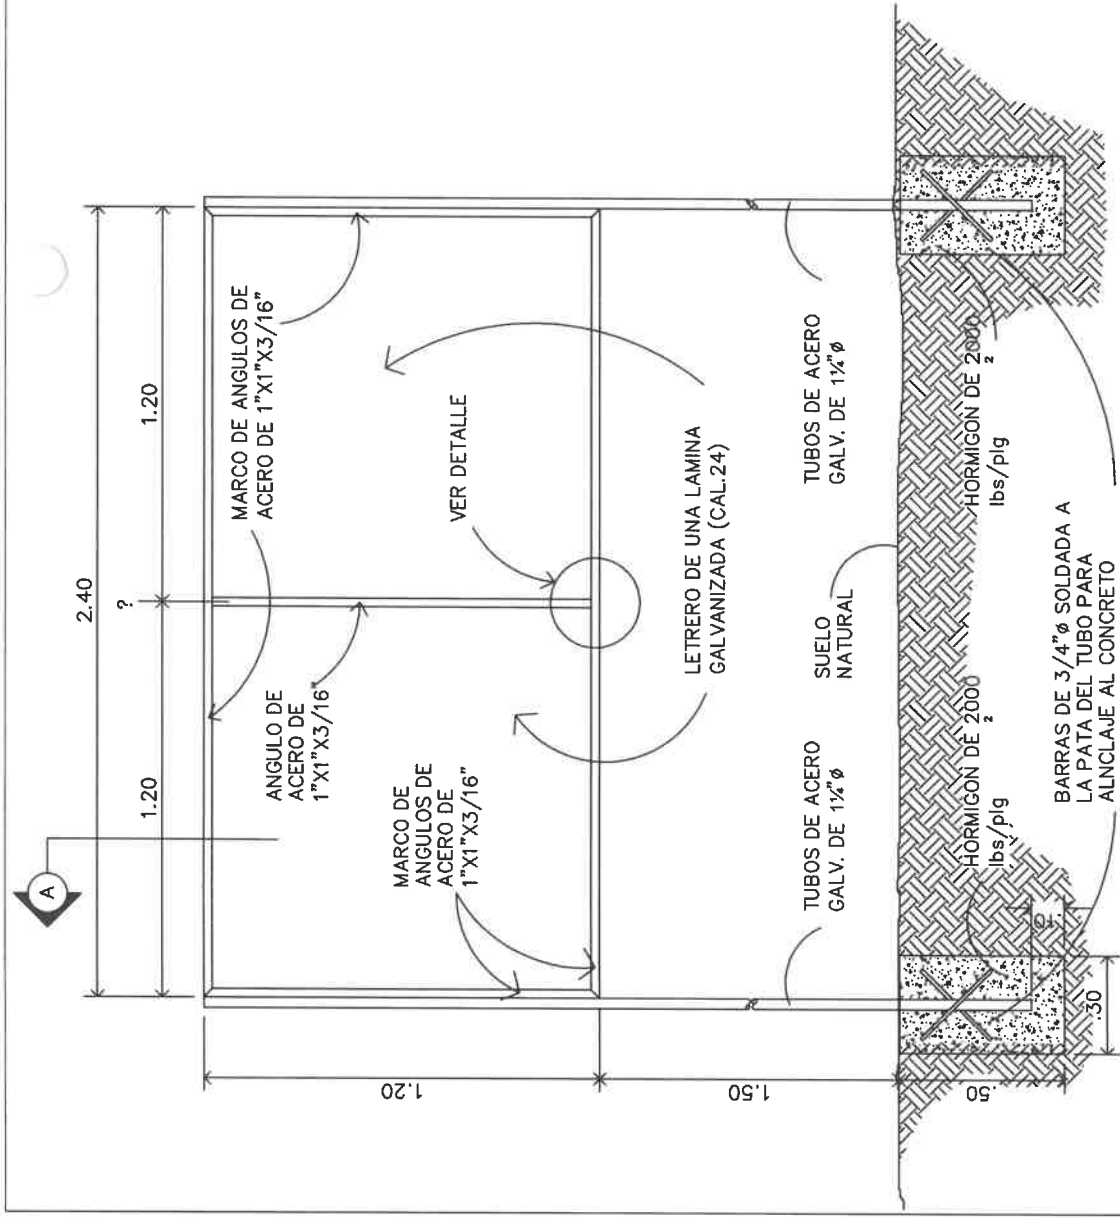 A
2.40
1.20
?
1.20
MARCO DE ANGULOS DE
ACERO DE 1"X1"X3/16"
ANGULO DE
ACERO DE
1"X1"X3/16"
VER DETALLE
MARCO DE
ANGULOS DE
ACERO DE
1"X1"X3/16"
1.20
LETRERO DE UNA LAMINA
GALVANIZADA (CAL.24)
TUBOS DE ACERO
GALV. DE 1¼"ø
SUELO
NATURAL
TUBOS DE ACERO
GALV. DE 1¼"ø
1.50
HORMIGON DE 2000
lbs/plg
2
HORMIGON DE 2000
lbs/plg
2
.50
.10
.30
BARRAS DE 3/4"ø SOLDADA A
LA PATA DEL TUBO PARA
ALNCLAJE AL CONCRETO